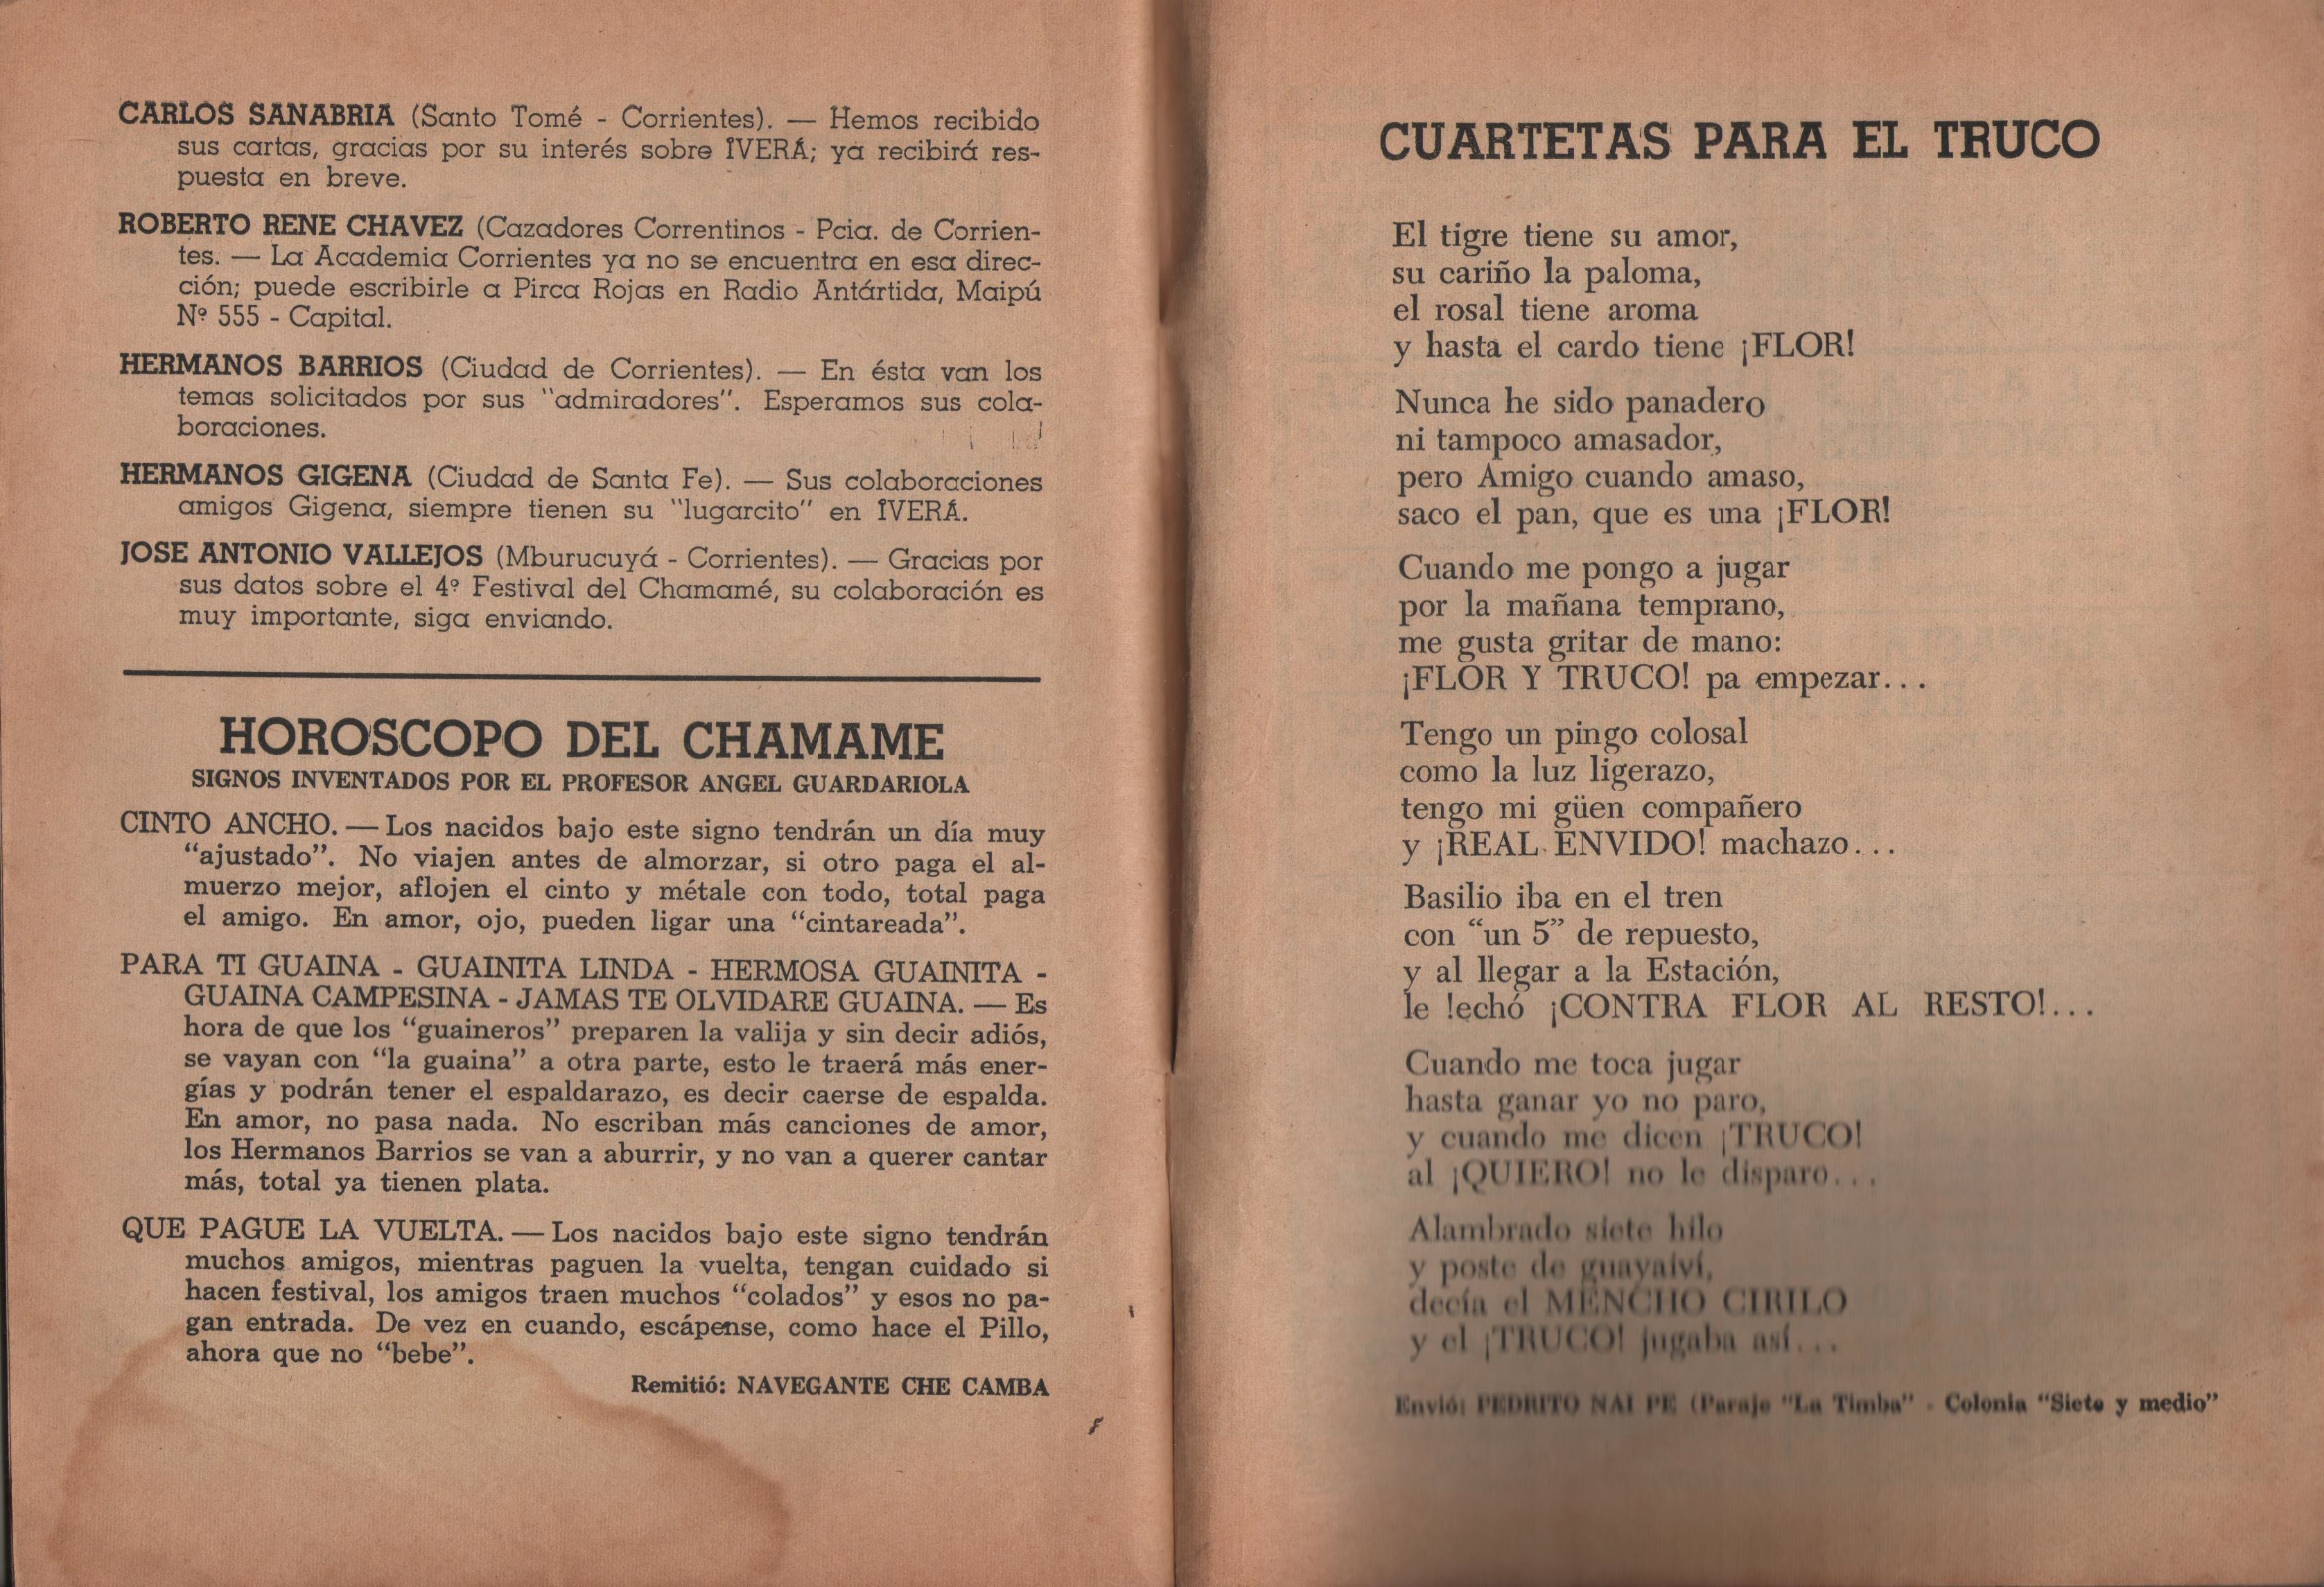 CARLOS SANABRIA (Santo Tomé - Corrientes). — Hemos recibido
sus cartas, gracias por su interés sobre ÎVERÁ; ya recibirá res-
puesta en breve.
ROBERTO RENE CHAVEZ (Cazadores Correntinos - Pcia. de Corrien-
tes. — La Academia Corrientes ya no se encuentra en esa direc-
ción; puede escribirle a Pirca Rojas en Radio Antártida, Maipú
Nº 555 - Capital.
HERMANOS BARRIOS (Ciudad de Corrientes). — En ésta van los
temas solicitados por sus "admiradores". Esperamos sus cola-
boraciones.
HERMANOS GIGENA (Ciudad de Santa Fe). — Sus colaboraciones
amigos Gigena, siempre tienen su "lugarcito" en ÎVERÁ.
JOSE ANTONIO VALLEJOS (Mburucuyá - Corrientes). — Gracias por
sus datos sobre el 4º Festival del Chamamé, su colaboración es
muy importante, siga enviando.
HOROSCOPO DEL CHAMAME
SIGNOS INVENTADOS POR EL PROFESOR ANGEL GUARDARIOLA
CINTO ANCHO. — Los nacidos bajo este signo tendrán un día muy
"ajustado". No viajen antes de almorzar, si otro paga el al-
muerzo mejor, aflojen el cinto y métale con todo, total paga
el amigo. En amor, ojo, pueden ligar una "cintareada".
PARA TI GUAINA - GUAINITA LINDA - HERMOSA GUAINITA -
GUAINA CAMPESINA - JAMAS TE OLVIDARE GUAINA. — Es
hora de que los "guaineros" preparen la valija y sin decir adiós,
se vayan con "la guaina" a otra parte, esto le traerá más ener-
gías y podrán tener el espaldarazo, es decir caerse de espalda.
En amor, no pasa nada. No escriban más canciones de amor,
los Hermanos Barrios se van a aburrir, y no van a querer cantar
más, total ya tienen plata.
QUE PAGUE LA VUELTA. — Los nacidos bajo este signo tendrán
muchos amigos, mientras paguen la vuelta, tengan cuidado si
hacen festival, los amigos traen muchos "colados" y esos no pa-
gan entrada. De vez en cuando, escápense, como hace el Pillo,
ahora que no "bebe".
Remitió: NAVEGANTE CHE CAMBA
CUARTETAS PARA EL TRUCO
El tigre tiene su amor,
su cariño la paloma,
el rosal tiene aroma
y hasta el cardo tiene ¡FLOR!
Nunca he sido panadero
ni tampoco amasador,
pero Amigo cuando amaso,
saco el pan, que es una ¡FLOR!
Cuando me pongo a jugar
por la mañana temprano,
me gusta gritar de mano:
¡FLOR Y TRUCO! pa empezar...
Tengo un pingo colosal
como la luz ligerazo,
tengo mi güen compañero
y ¡REAL ENVIDO! machazo...
Basilio iba en el tren
con "un 5" de repuesto,
y al llegar a la Estación,
le !echó ¡CONTRA FLOR AL RESTO!...
Cuando me toca jugar
hasta ganar yo no paro,
y cuando me dicen ¡TRUCO!
al ¡QUIERO! no le disparo...
Alambrado siete hilo
y poste de guayaiví,
decía el MENCHO CIRILO
y el ¡TRUCO! jugaba así...
Envió: PEDRITO NAI PE (Paraje "La Timba" - Colonia "Siete y medio"